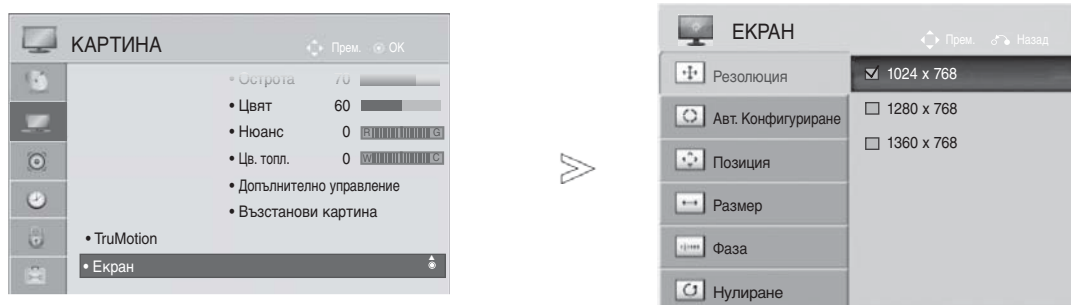 КАРТИНА
Прем. OK
• Острота 70
• Цвят 60
• Нюанс 0 R G
• Цв. топл. 0 W C
• Допълнително управление
• Възстанови картина
• TruMotion
• Екран
ЕКРАН
Прем. Назад
Резолюция
Авт. Конфигуриране
Позиция
Размер
Фаза
Нулиране
1024 x 768
1280 x 768
1360 x 768